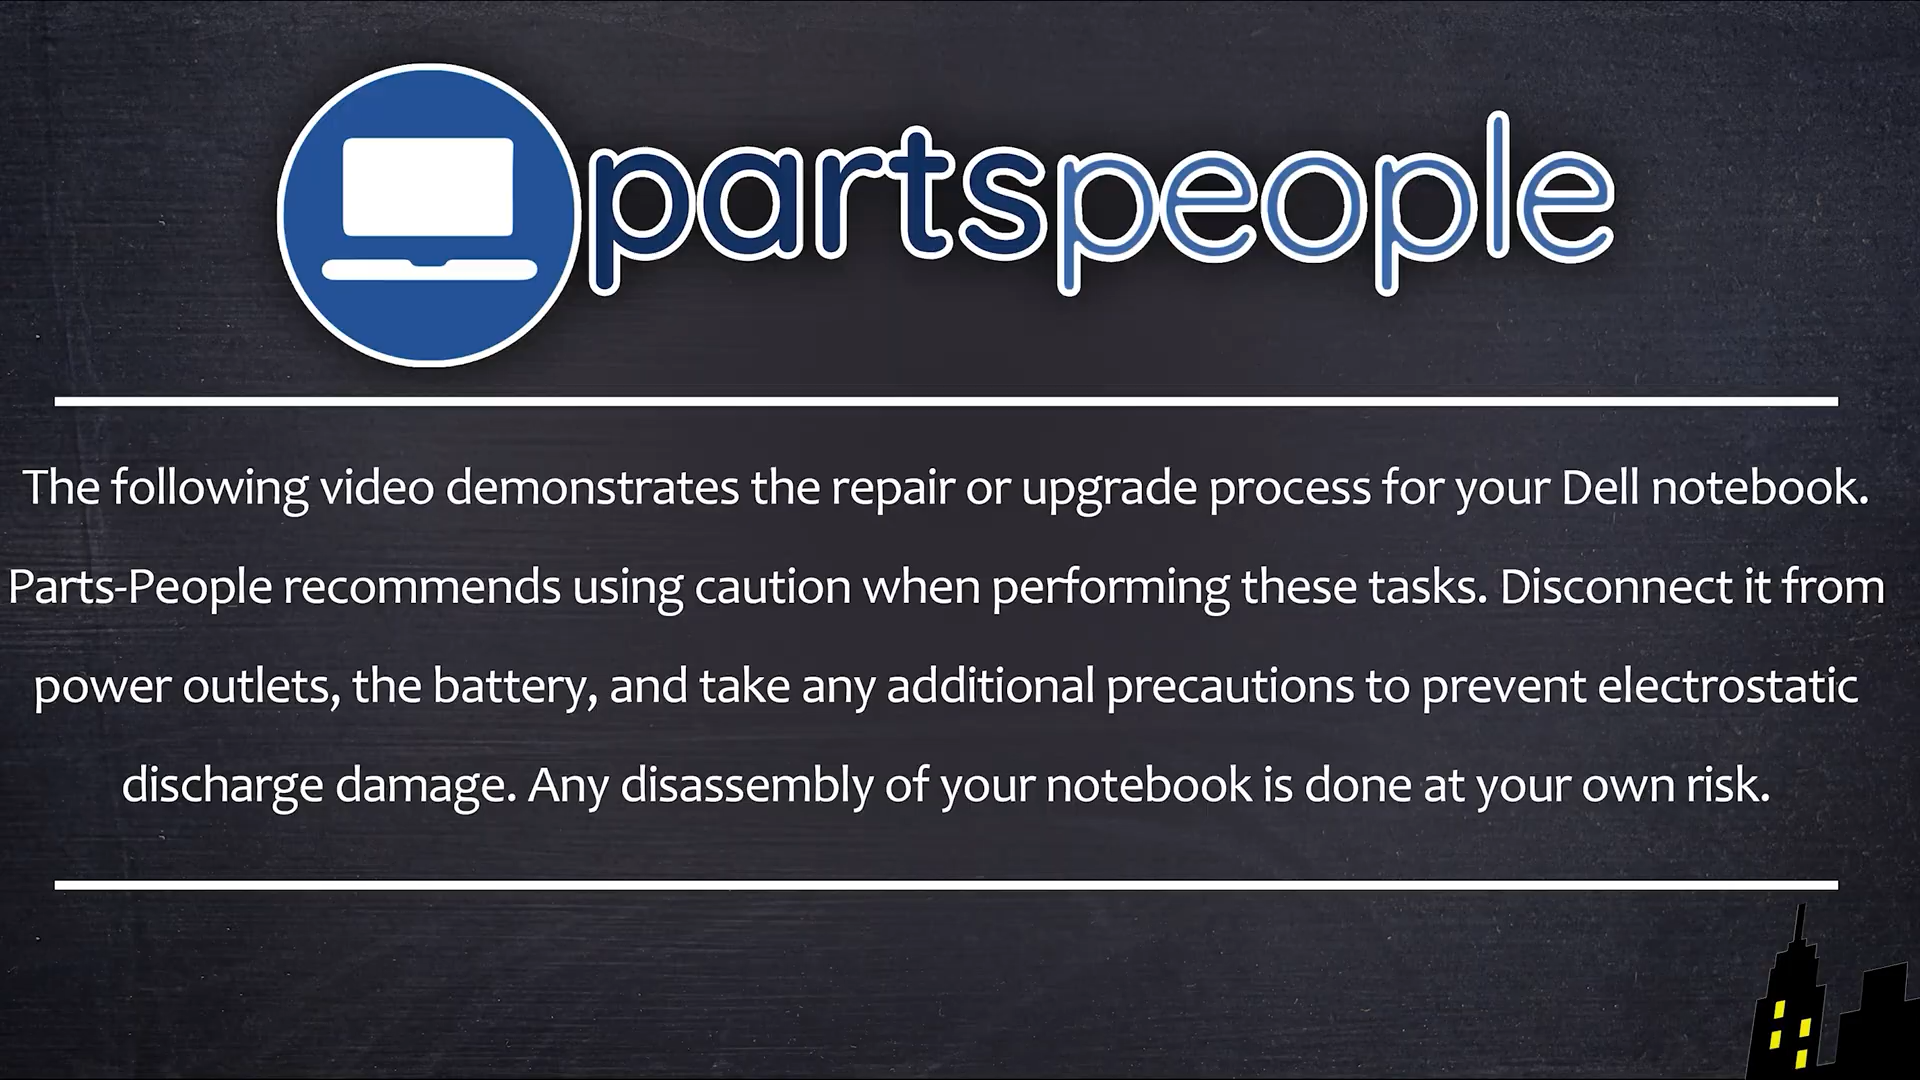 partspeople
The following video demonstrates the repair or upgrade process for your Dell notebook.
Parts-People recommends using caution when performing these tasks. Disconnect it from
power outlets, the battery, and take any additional precautions to prevent electrostatic
discharge damage. Any disassembly of your notebook is done at your own risk.